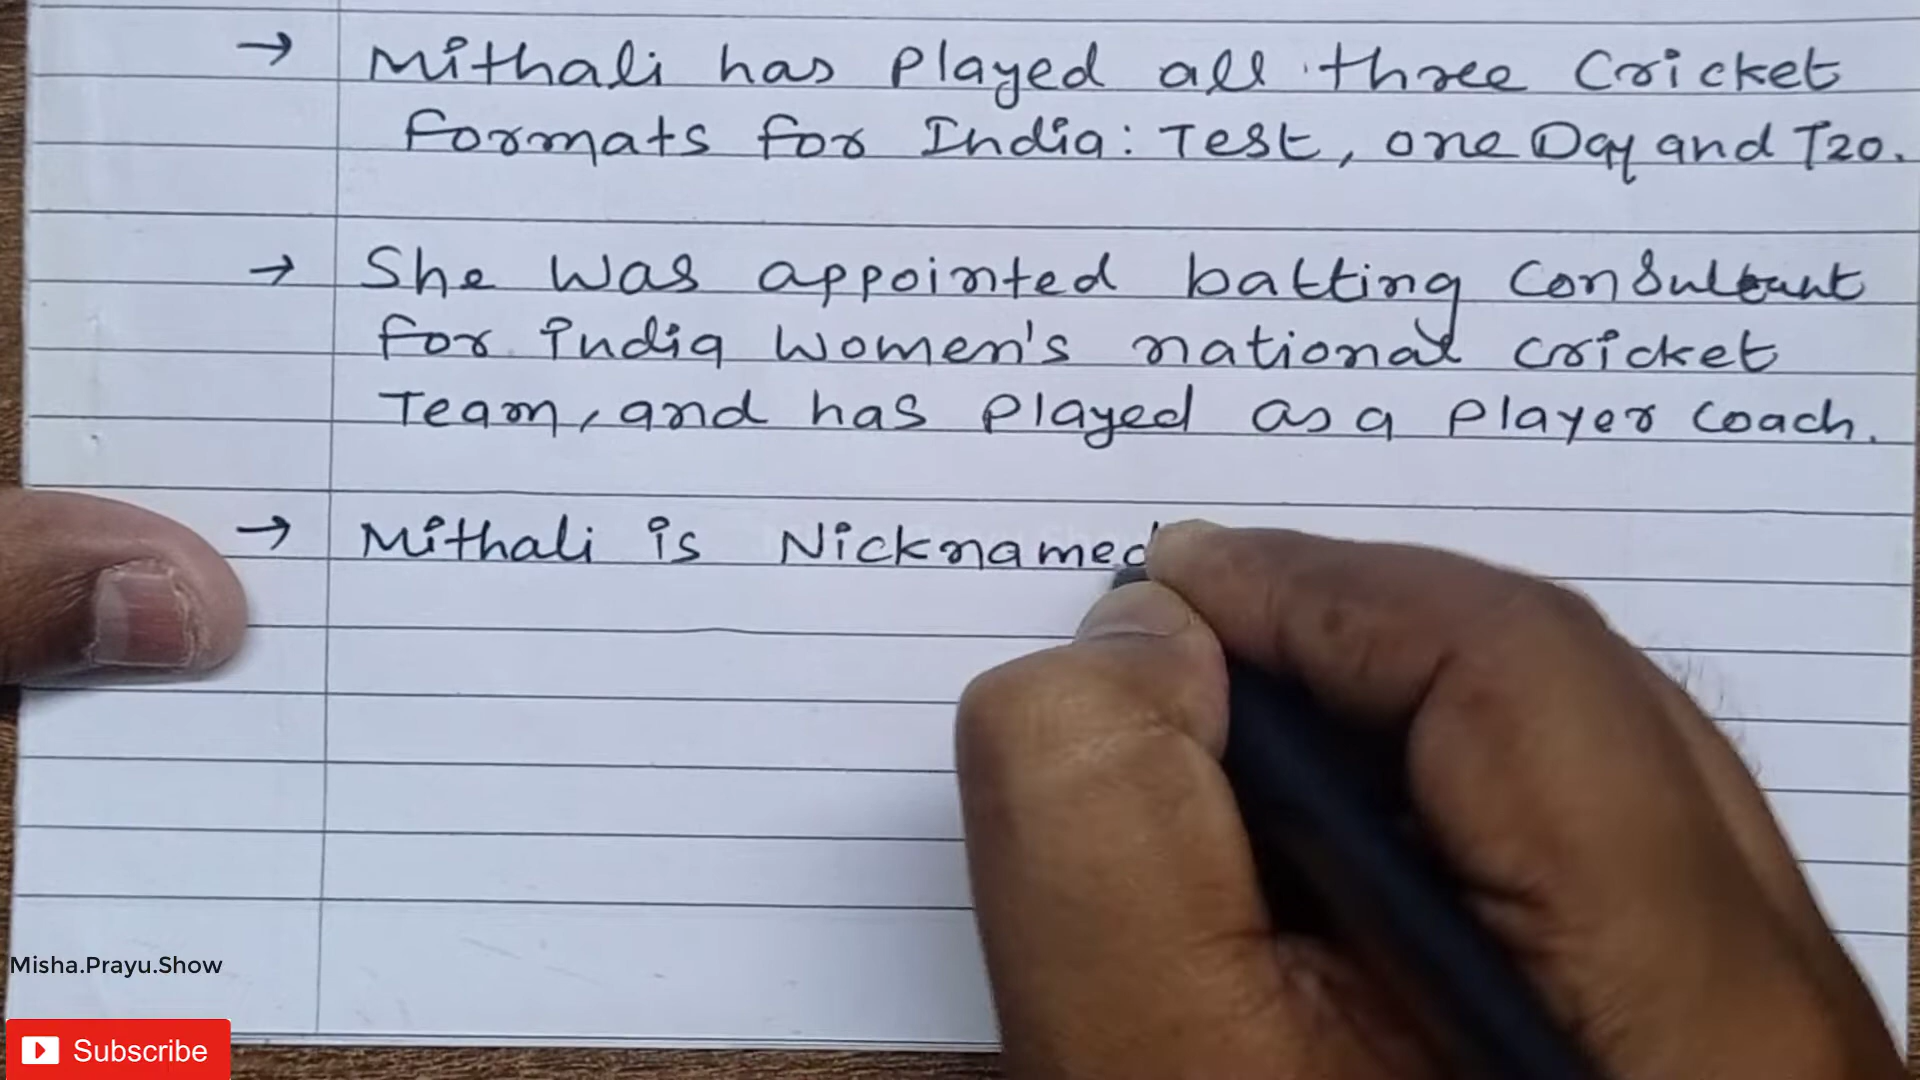 → Mithali has Played all three Cricket
formats for India: Test, one Day and T20.
→ She was appointed batting Consultant
for india women's national cricket
Team, and has played as a player coach.
→ Mithali is Nicknamed
Misha.Prayu.Show
Subscribe